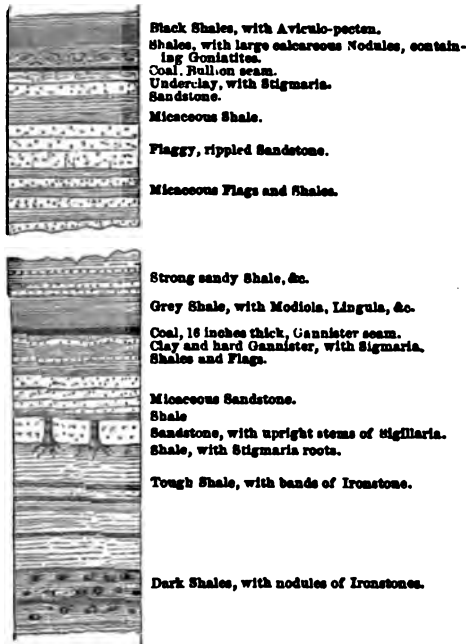 Black Shales, with Aviculo-pecten.
Shales, with large calcareous Nodules, contain-
ing Goniatites.
Coal, Bullion seam.
Underclay, with Stigmaria.
Sandstone.
Micaceous Shale.
Flaggy, rippled Sandstone.
Micaceous Flags and Shales.
Strong sandy Shale, &c.
Grey Shale, with Modiola, Lingula, &c.
Coal, 16 inches thick, Gannister seam.
Clay and hard Gannister, with Sigmaria.
Shales and Flags.
Micaceous Sandstone.
Shale
Sandstone, with upright stems of Sigillaria.
Shale, with Stigmaria roots.
Tough Shale, with bands of Ironstone.
Dark Shales, with nodules of Ironstones.